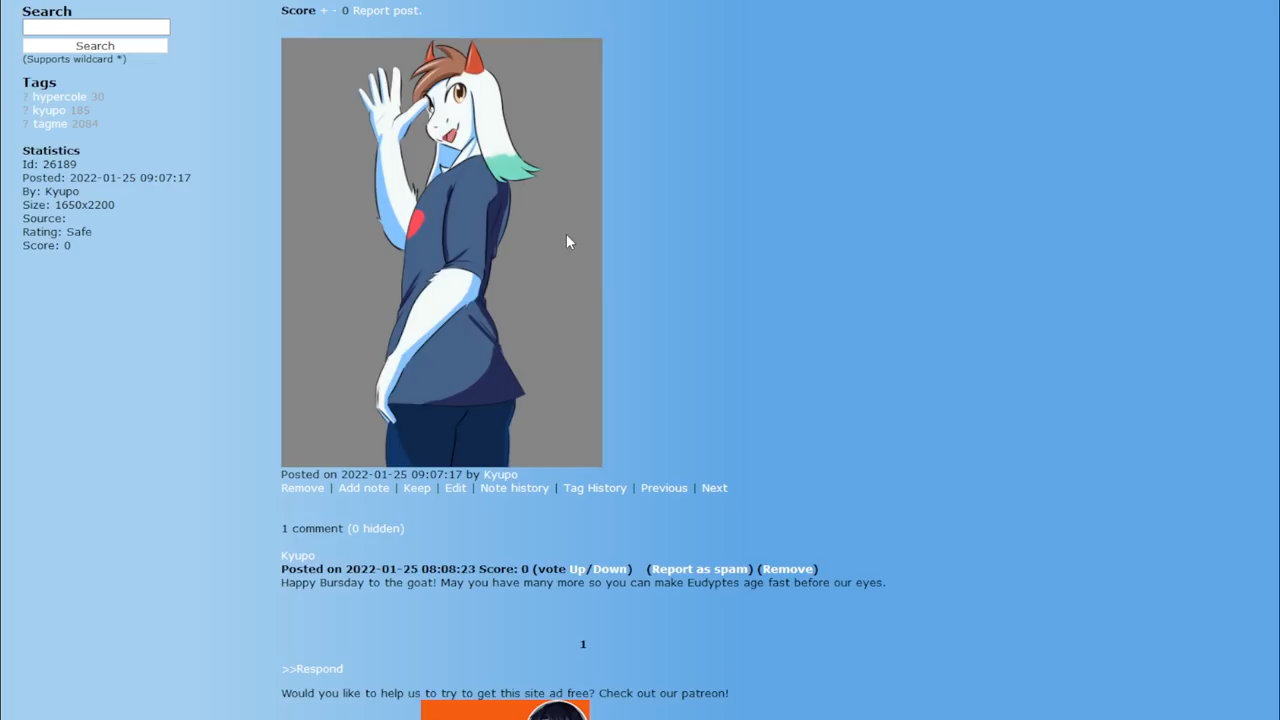 Search
Search
(Supports wildcard *)
Tags
? hypercole 30
? kyupo 185
? tagme 2084
Statistics
Id: 26189
Posted: 2022-01-25 09:07:17
By: Kyupo
Size: 1650x2200
Source:
Rating: Safe
Score: 0
Score + - 0 Report post.
Posted on 2022-01-25 09:07:17 by Kyupo
Remove | Add note | Keep | Edit | Note history | Tag History | Previous | Next
1 comment (0 hidden)
Kyupo
Posted on 2022-01-25 08:08:23 Score: 0 (vote Up/Down) (Report as spam) (Remove)
Happy Bursday to the goat! May you have many more so you can make Eudyptes age fast before our eyes.
1
>>Respond
Would you like to help us to try to get this site ad free? Check out our patreon!